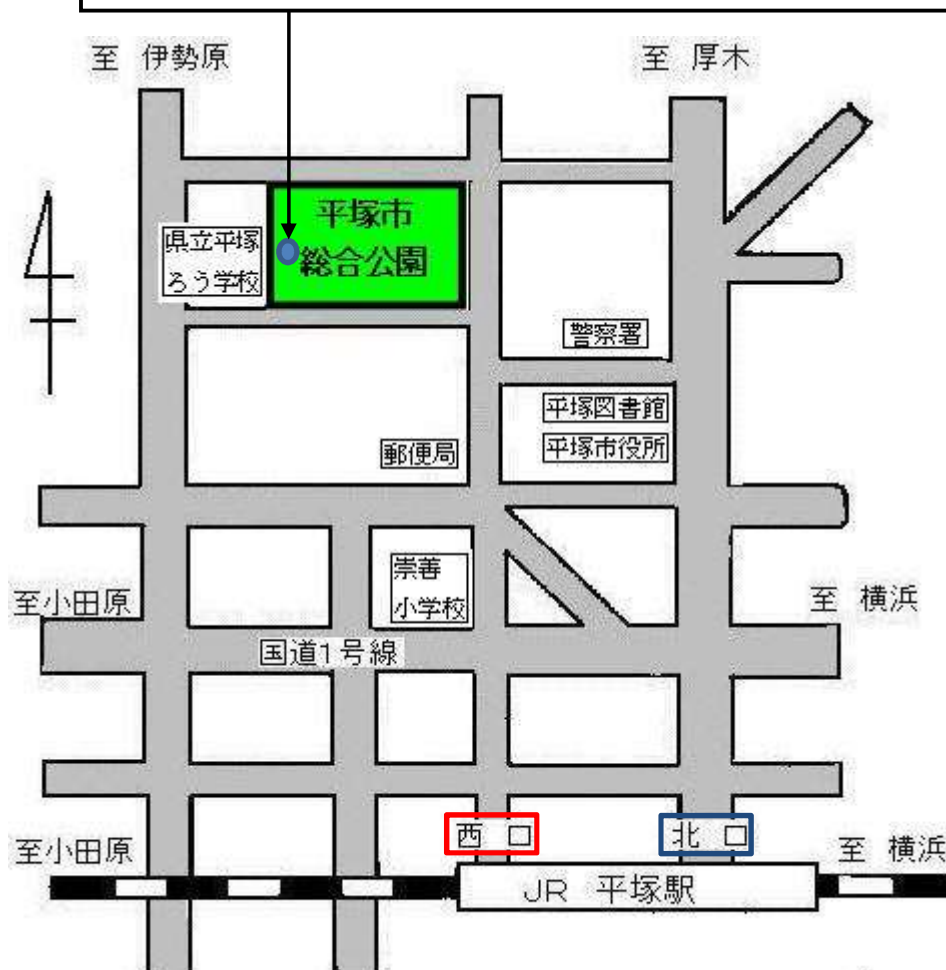 至 伊勢原
至 厚木
平塚市
総合公園
県立平塚
ろう学校
警察署
平塚図書館
平塚市役所
郵便局
崇善
小学校
至小田原
至 横浜
国道1号線
西 口
北 口
至小田原
至 横浜
JR 平塚駅